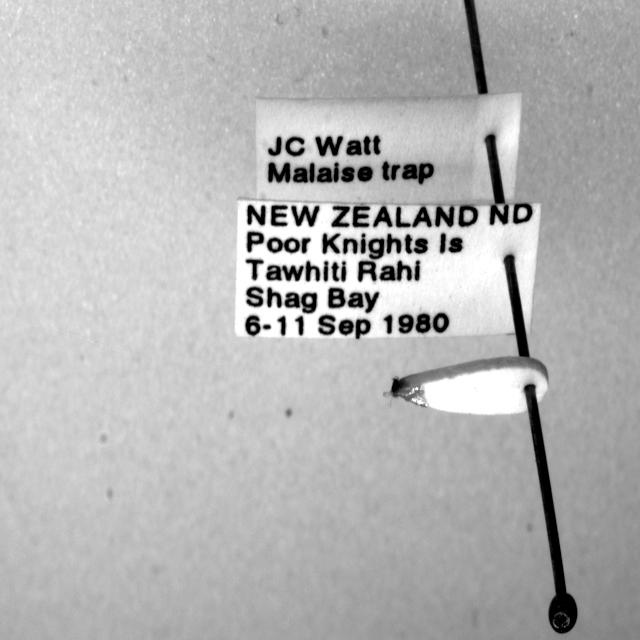 JC Watt
Malaise trap
NEW ZEALAND ND
Poor Knights Is
Tawhiti Rahi
Shag Bay
6-11 Sep 1980